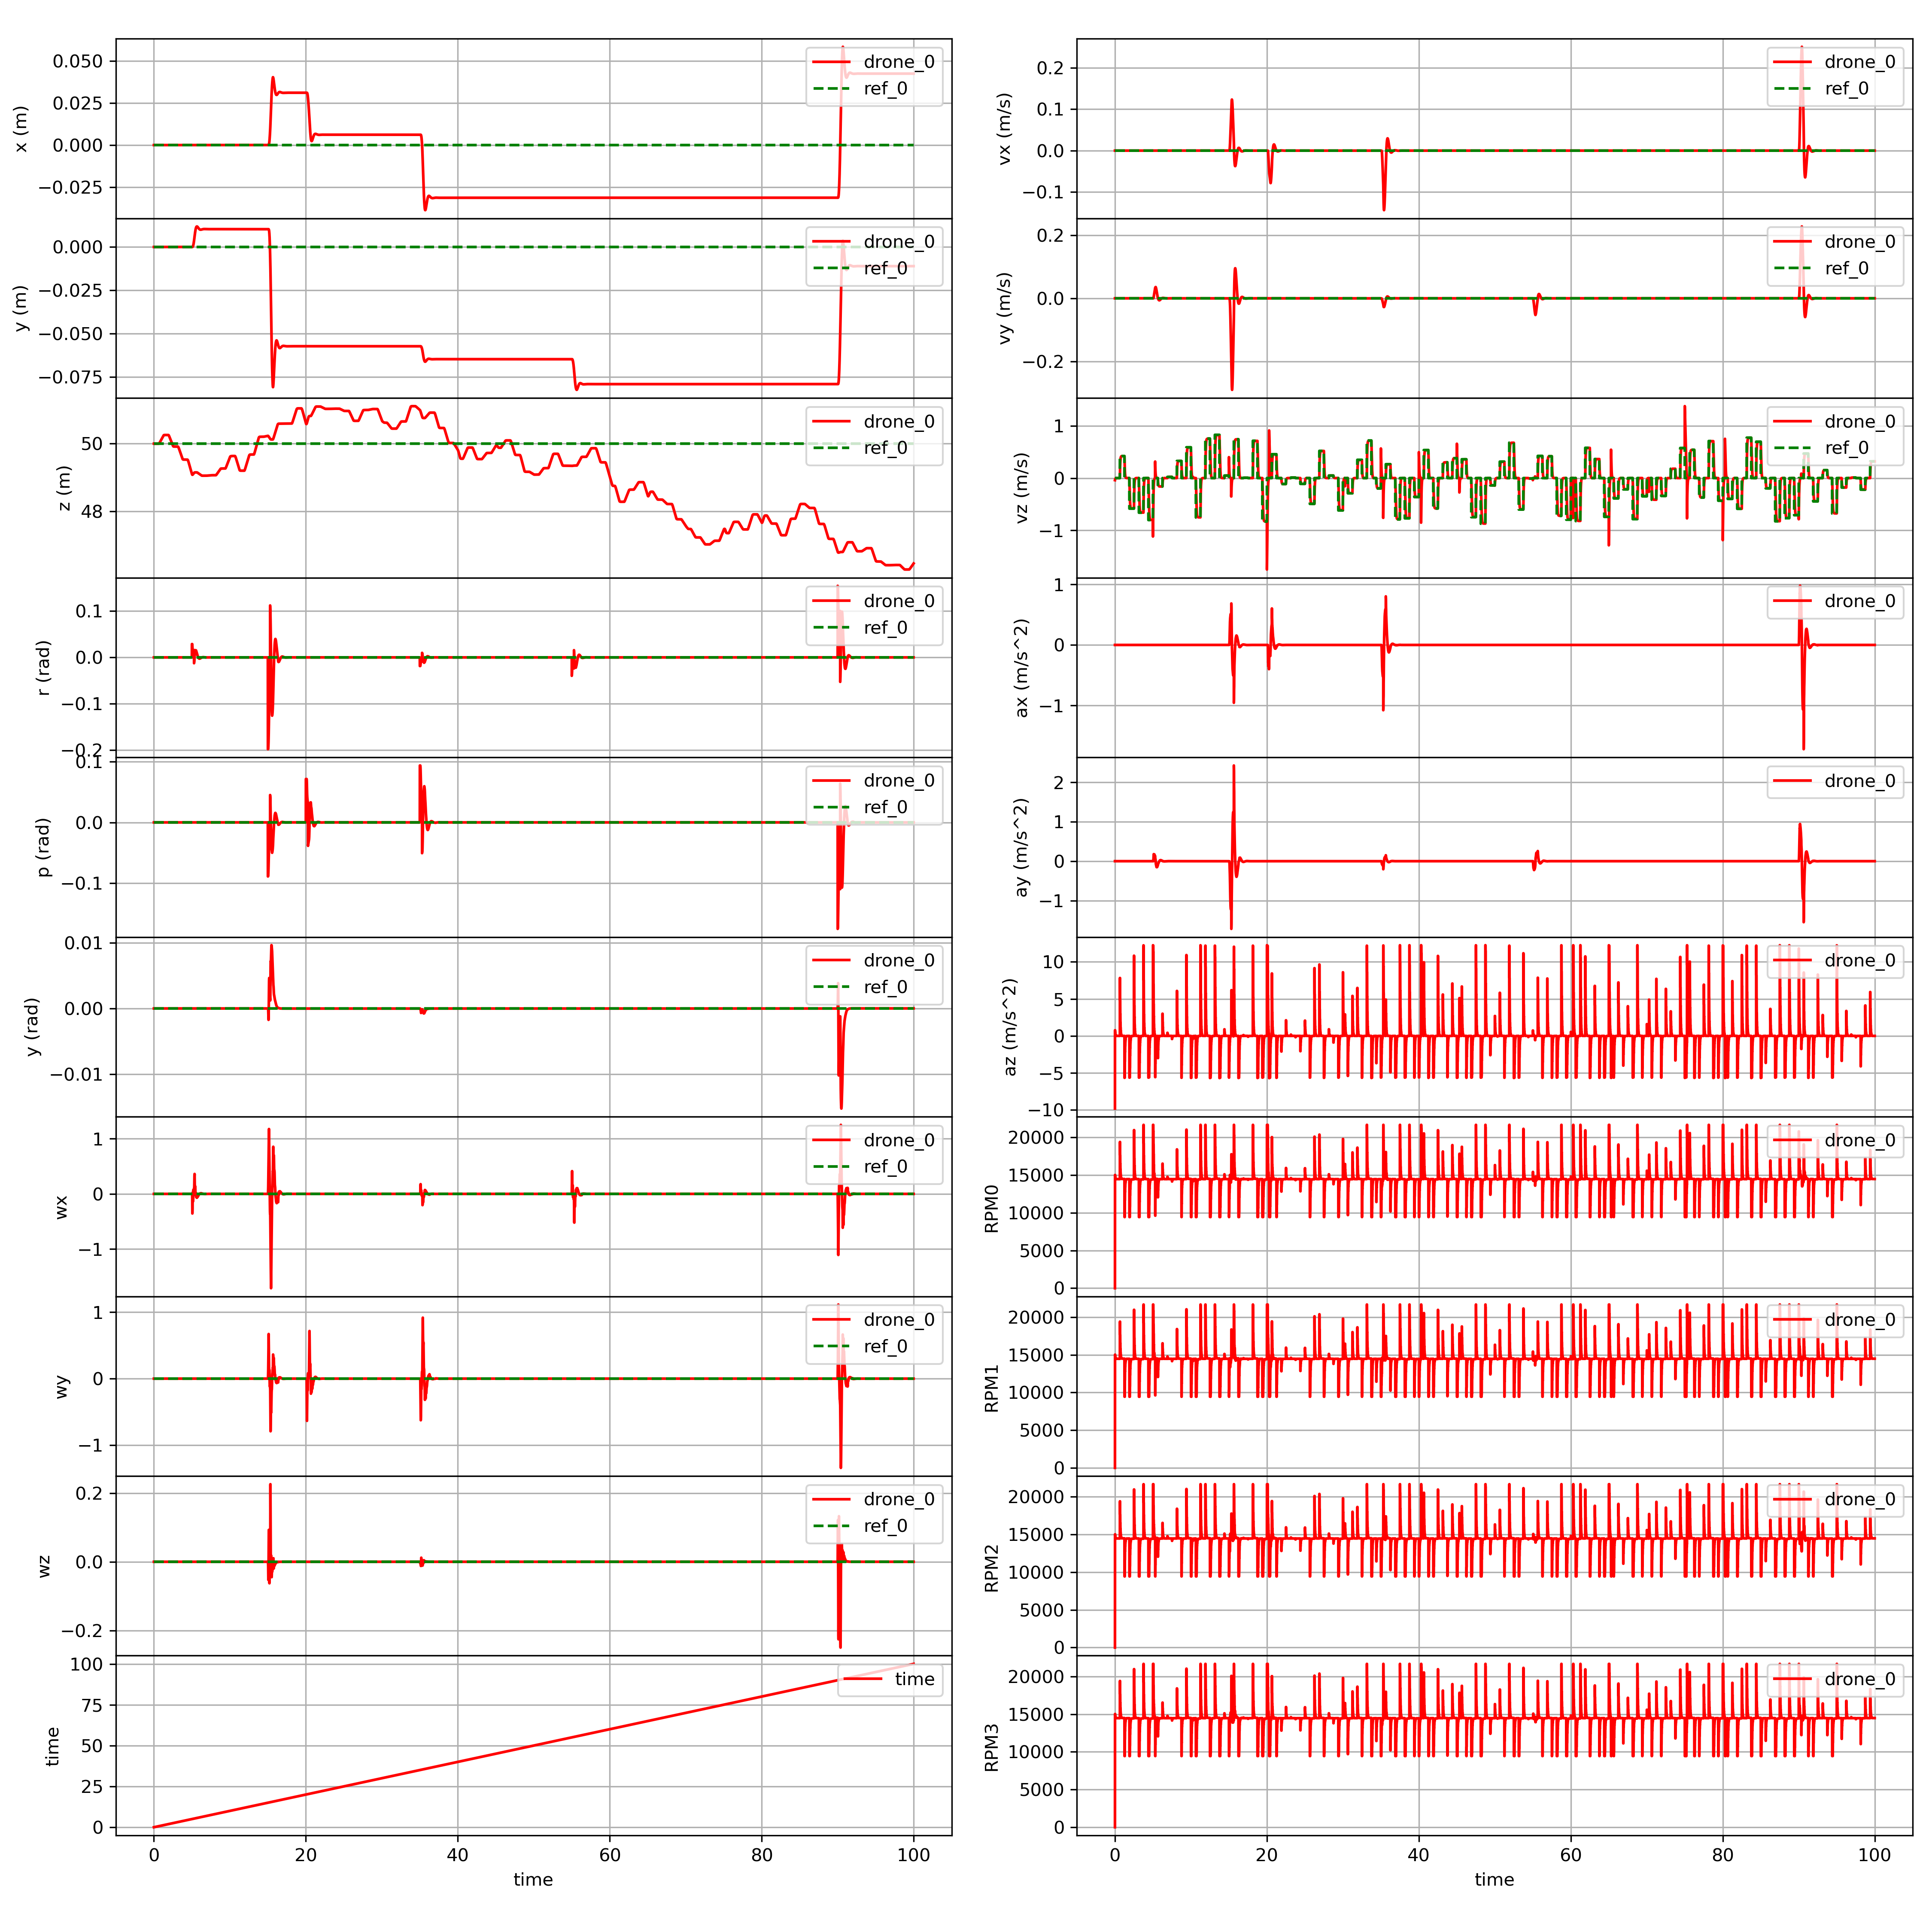 0.050
0.025
0.000
−0.025
x (m)
drone_0
ref_0
0.000
−0.025
−0.050
−0.075
y (m)
drone_0
ref_0
50
48
z (m)
drone_0
ref_0
0.1
0.0
−0.1
−0.2
r (rad)
drone_0
ref_0
0.1
0.0
−0.1
p (rad)
drone_0
ref_0
0.01
0.00
−0.01
y (rad)
drone_0
ref_0
1
0
−1
wx
drone_0
ref_0
1
0
−1
wy
drone_0
ref_0
0.2
0.0
−0.2
wz
drone_0
ref_0
100
75
50
25
0
time
time
0 20 40 60 80 100
time
0.2
0.1
0.0
−0.1
vx (m/s)
drone_0
ref_0
0.2
0.0
−0.2
vy (m/s)
drone_0
ref_0
1
0
−1
vz (m/s)
drone_0
ref_0
1
0
−1
ax (m/s^2)
drone_0
2
1
0
−1
ay (m/s^2)
drone_0
10
5
0
−5
−10
az (m/s^2)
drone_0
20000
15000
10000
5000
0
RPM0
drone_0
20000
15000
10000
5000
0
RPM1
drone_0
20000
15000
10000
5000
0
RPM2
drone_0
20000
15000
10000
5000
0
RPM3
drone_0
0 20 40 60 80 100
time